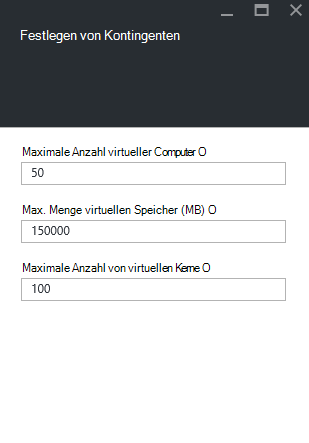 Festlegen von Kontingenten
Maximale Anzahl virtueller Computer O
50
Max. Menge virtuellen Speicher (MB) O
150000
Maximale Anzahl von virtuellen Kerne O
100